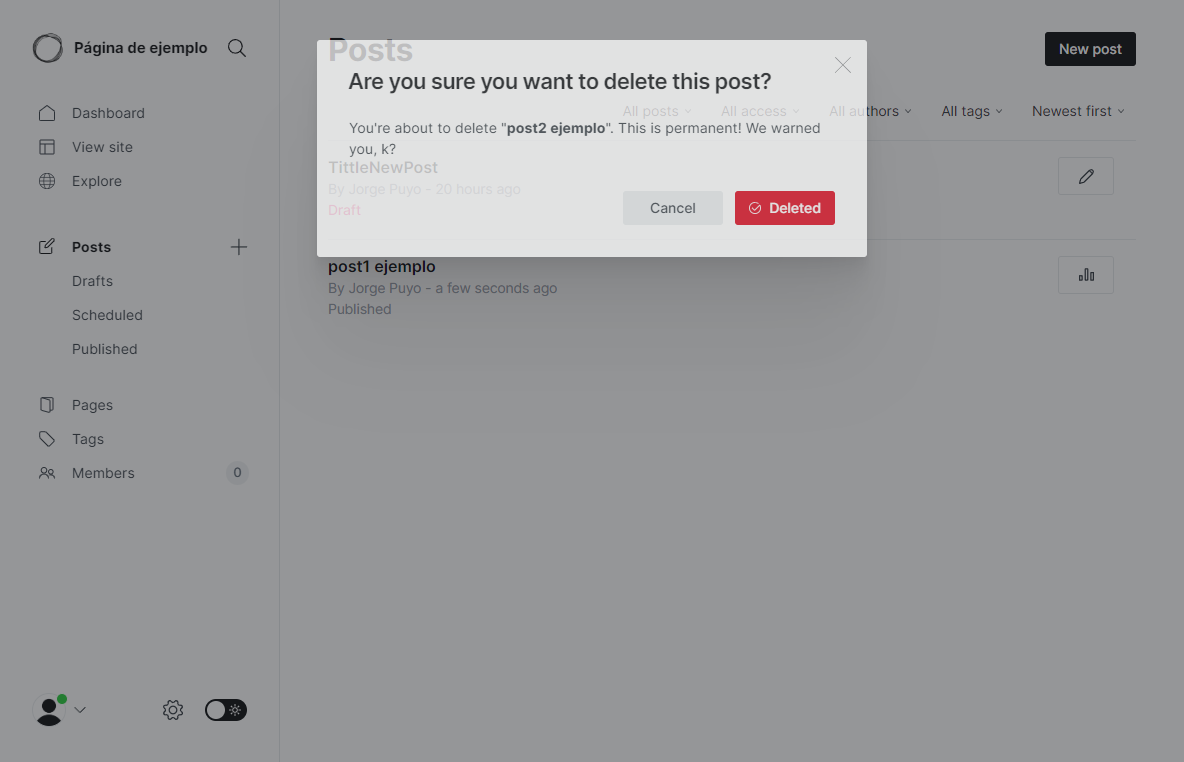 Página de ejemplo
Dashboard
View site
Explore
Posts
Drafts
Scheduled
Published
Pages
Tags
Members
0
Posts
New post
All posts
All access
All authors
All tags
Newest first
Are you sure you want to delete this post?
You're about to delete "post2 ejemplo". This is permanent! We warned
you, k?
Cancel
Deleted
TittleNewPost
By Jorge Puyo - 20 hours ago
Draft
post1 ejemplo
By Jorge Puyo - a few seconds ago
Published